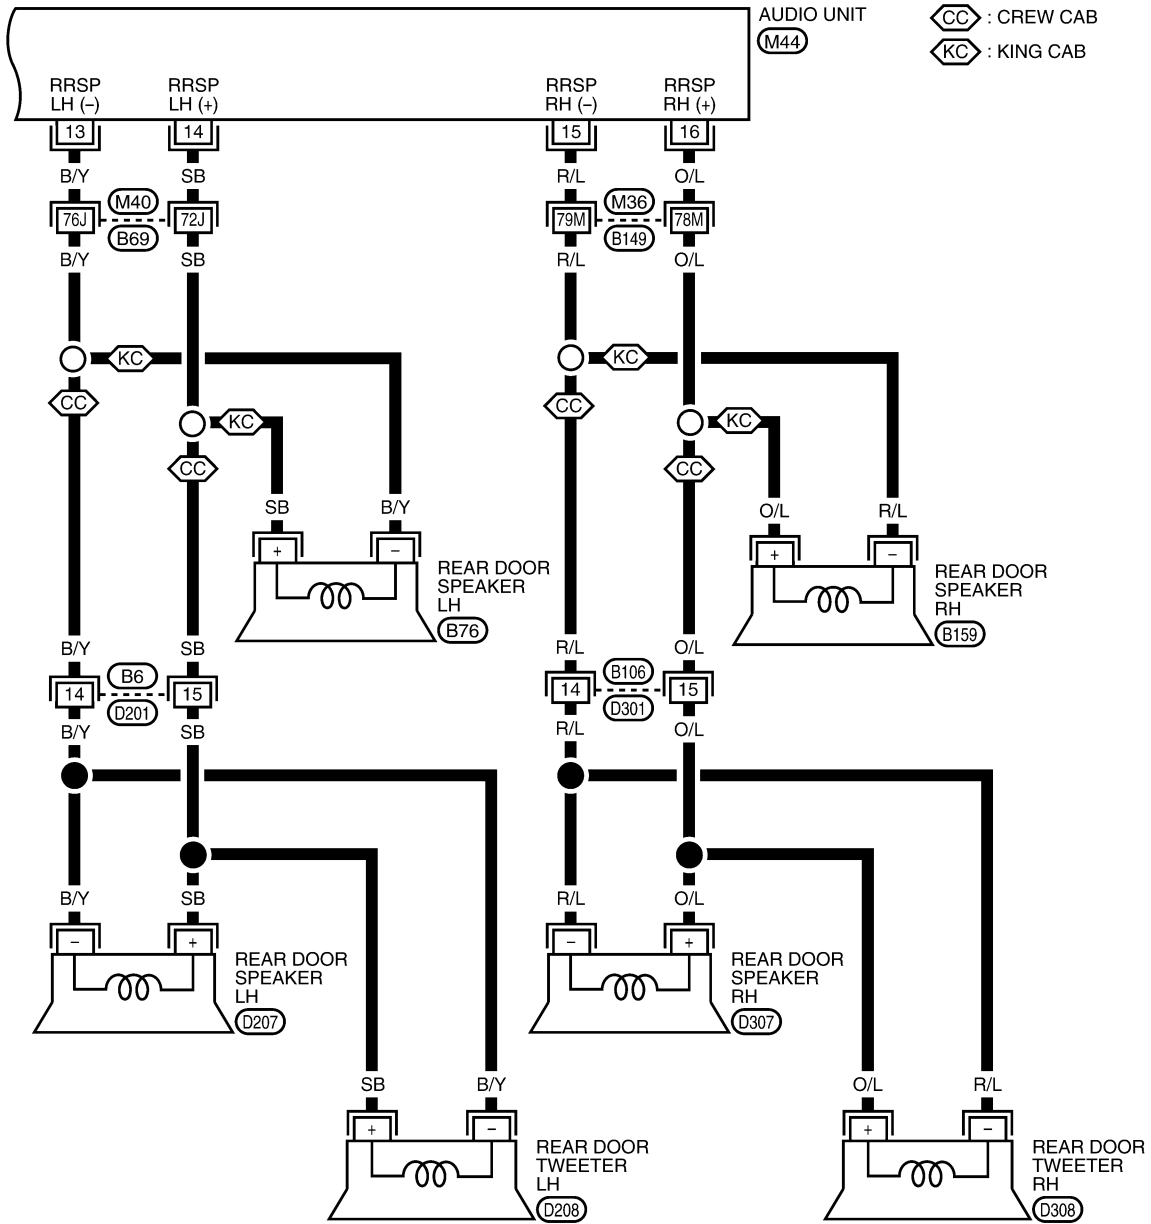 AUDIO UNIT
M44
CC : CREW CAB
KC : KING CAB
RRSP
LH (–)
RRSP
LH (+)
RRSP
RH (–)
RRSP
RH (+)
13
14
15
16
B/Y
SB
R/L
O/L
M40
M36
76J
72J
79M
78M
B69
B149
B/Y
SB
R/L
O/L
KC
KC
CC
CC
KC
KC
CC
CC
SB
B/Y
O/L
R/L
+
–
+
–
REAR DOOR
SPEAKER
LH
B76
REAR DOOR
SPEAKER
RH
B159
B/Y
SB
R/L
O/L
B6
B106
14
15
14
15
D201
D301
B/Y
SB
R/L
O/L
B/Y
SB
R/L
O/L
–
+
–
+
REAR DOOR
SPEAKER
LH
D207
REAR DOOR
SPEAKER
RH
D307
SB
B/Y
O/L
R/L
+
–
+
–
REAR DOOR
TWEETER
LH
D208
REAR DOOR
TWEETER
RH
D308